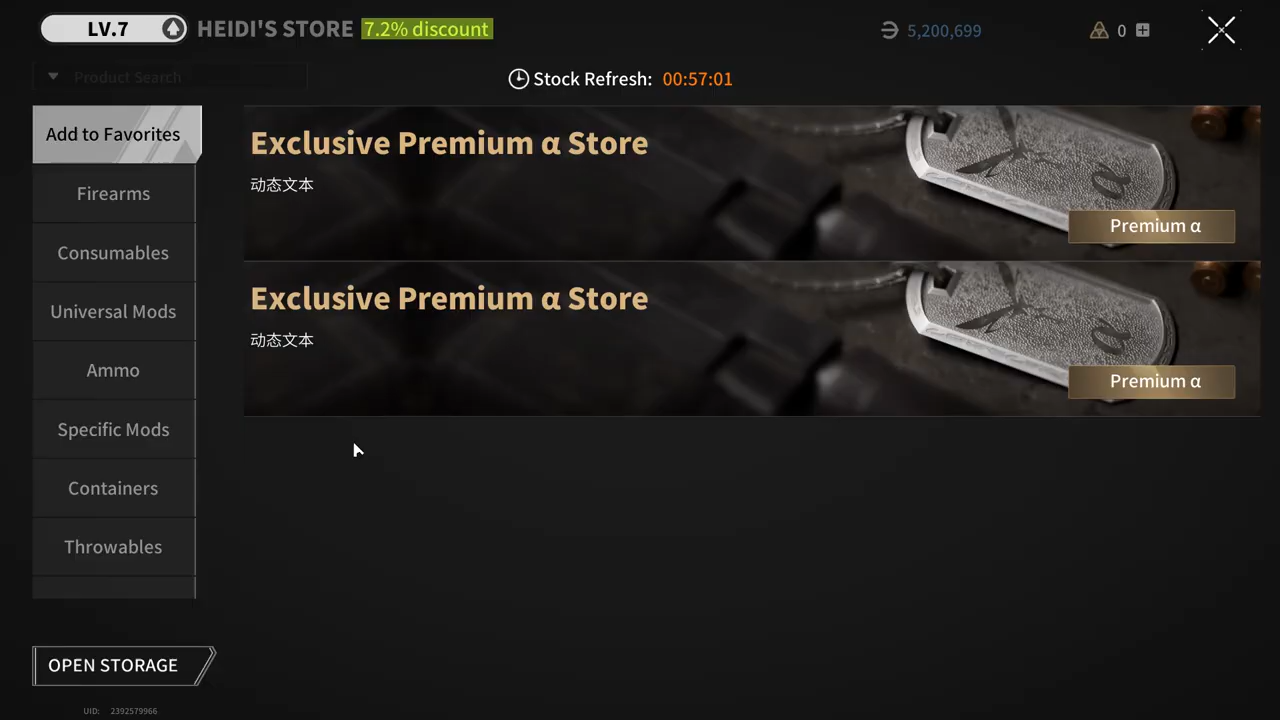 LV.7
HEIDI'S STORE
7.2% discount
5,200,699
0
Product Search
Stock Refresh: 00:57:01
Add to Favorites
Firearms
Consumables
Universal Mods
Ammo
Specific Mods
Containers
Throwables
Exclusive Premium α Store
动态文本
α
Premium α
Exclusive Premium α Store
动态文本
α
Premium α
OPEN STORAGE
UID: 2392579966